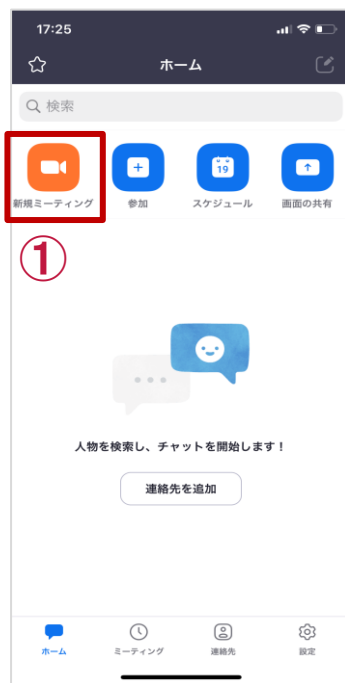 17:25
ホーム
検索
19
新規ミーティング 参加 スケジュール 画面の共有
①
人物を検索し、チャットを開始します！
連絡先を追加
ホーム ミーティング 連絡先 設定